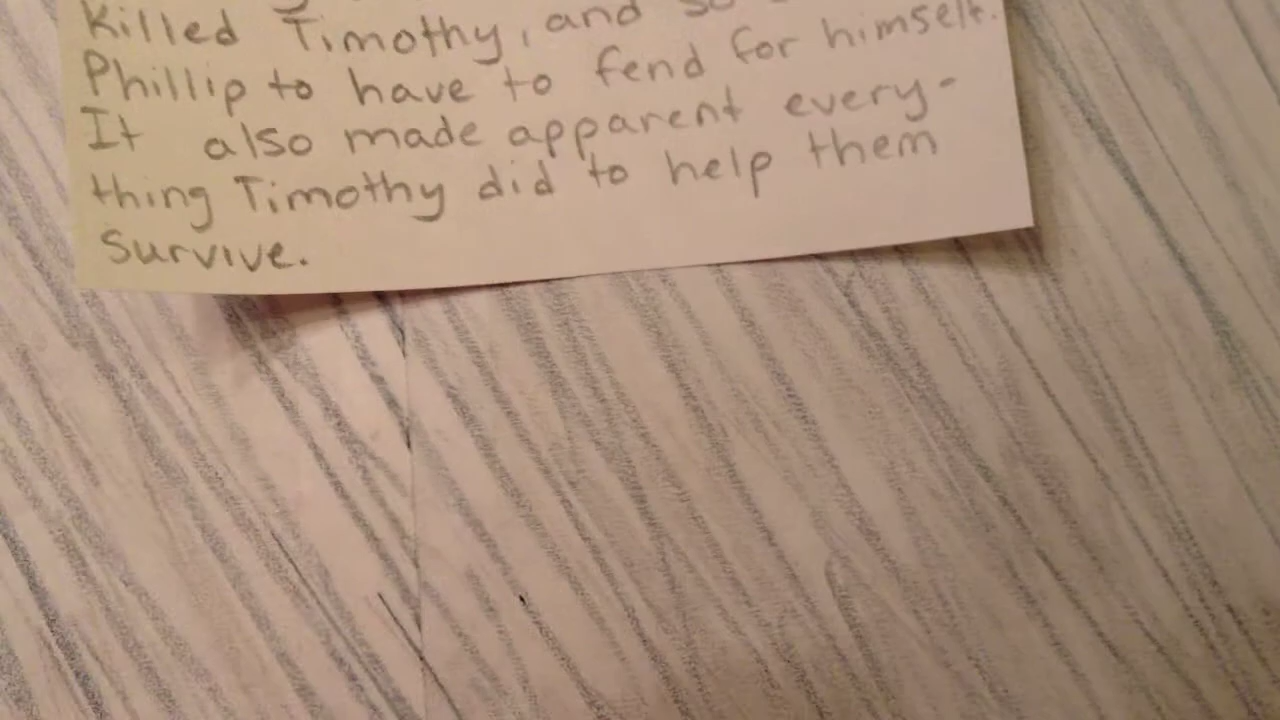 Killed Timothy, and so
Phillip to have to fend for himself.
It also made apparent every-
thing Timothy did to help them
Survive.